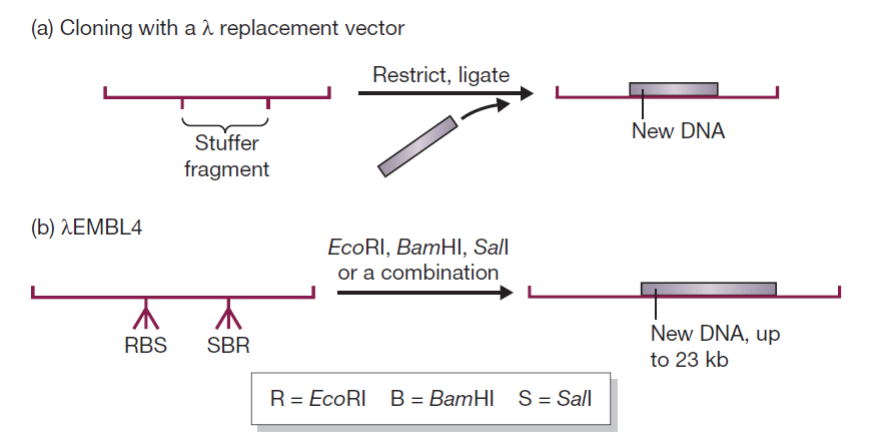 (a) Cloning with a λ replacement vector
Restrict, ligate
Stuffer
fragment
New DNA
(b) λEMBL4
EcoRI, BamHI, SalI
or a combination
RBS
SBR
New DNA, up
to 23 kb
R = EcoRI B = BamHI S = SalI